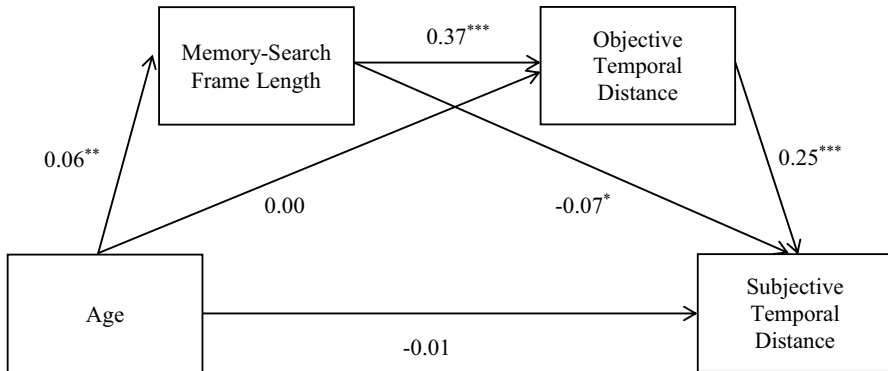 Memory-Search
Frame Length
0.37***
Objective
Temporal
Distance
0.06**
0.00
-0.07*
0.25***
Age
-0.01
Subjective
Temporal
Distance